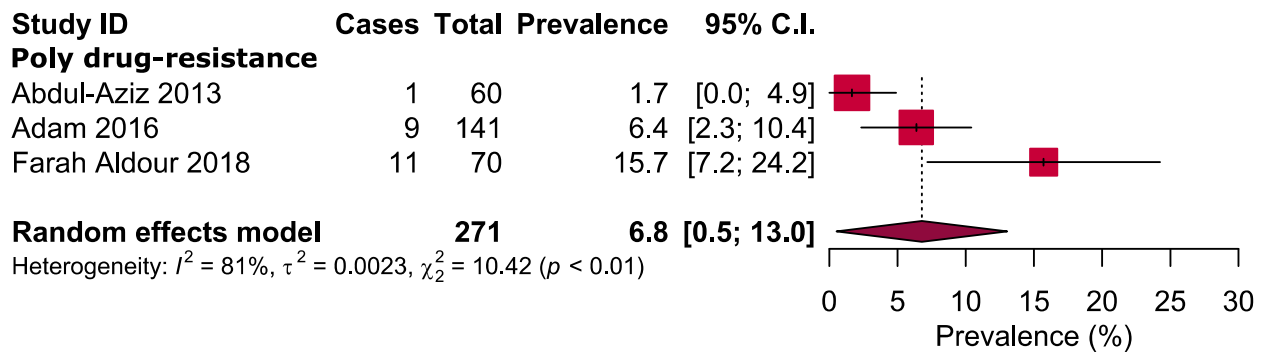 Study ID Cases Total Prevalence 95% C.I.
Poly drug-resistance
Abdul-Aziz 2013 1 60 1.7 [0.0; 4.9]
Adam 2016 9 141 6.4 [2.3; 10.4]
Farah Aldour 2018 11 70 15.7 [7.2; 24.2]
Random effects model 271 6.8 [0.5; 13.0]
Heterogeneity: I² = 81%, τ² = 0.0023, χ²₂ = 10.42 (p < 0.01)
0 5 10 15 20 25 30
Prevalence (%)